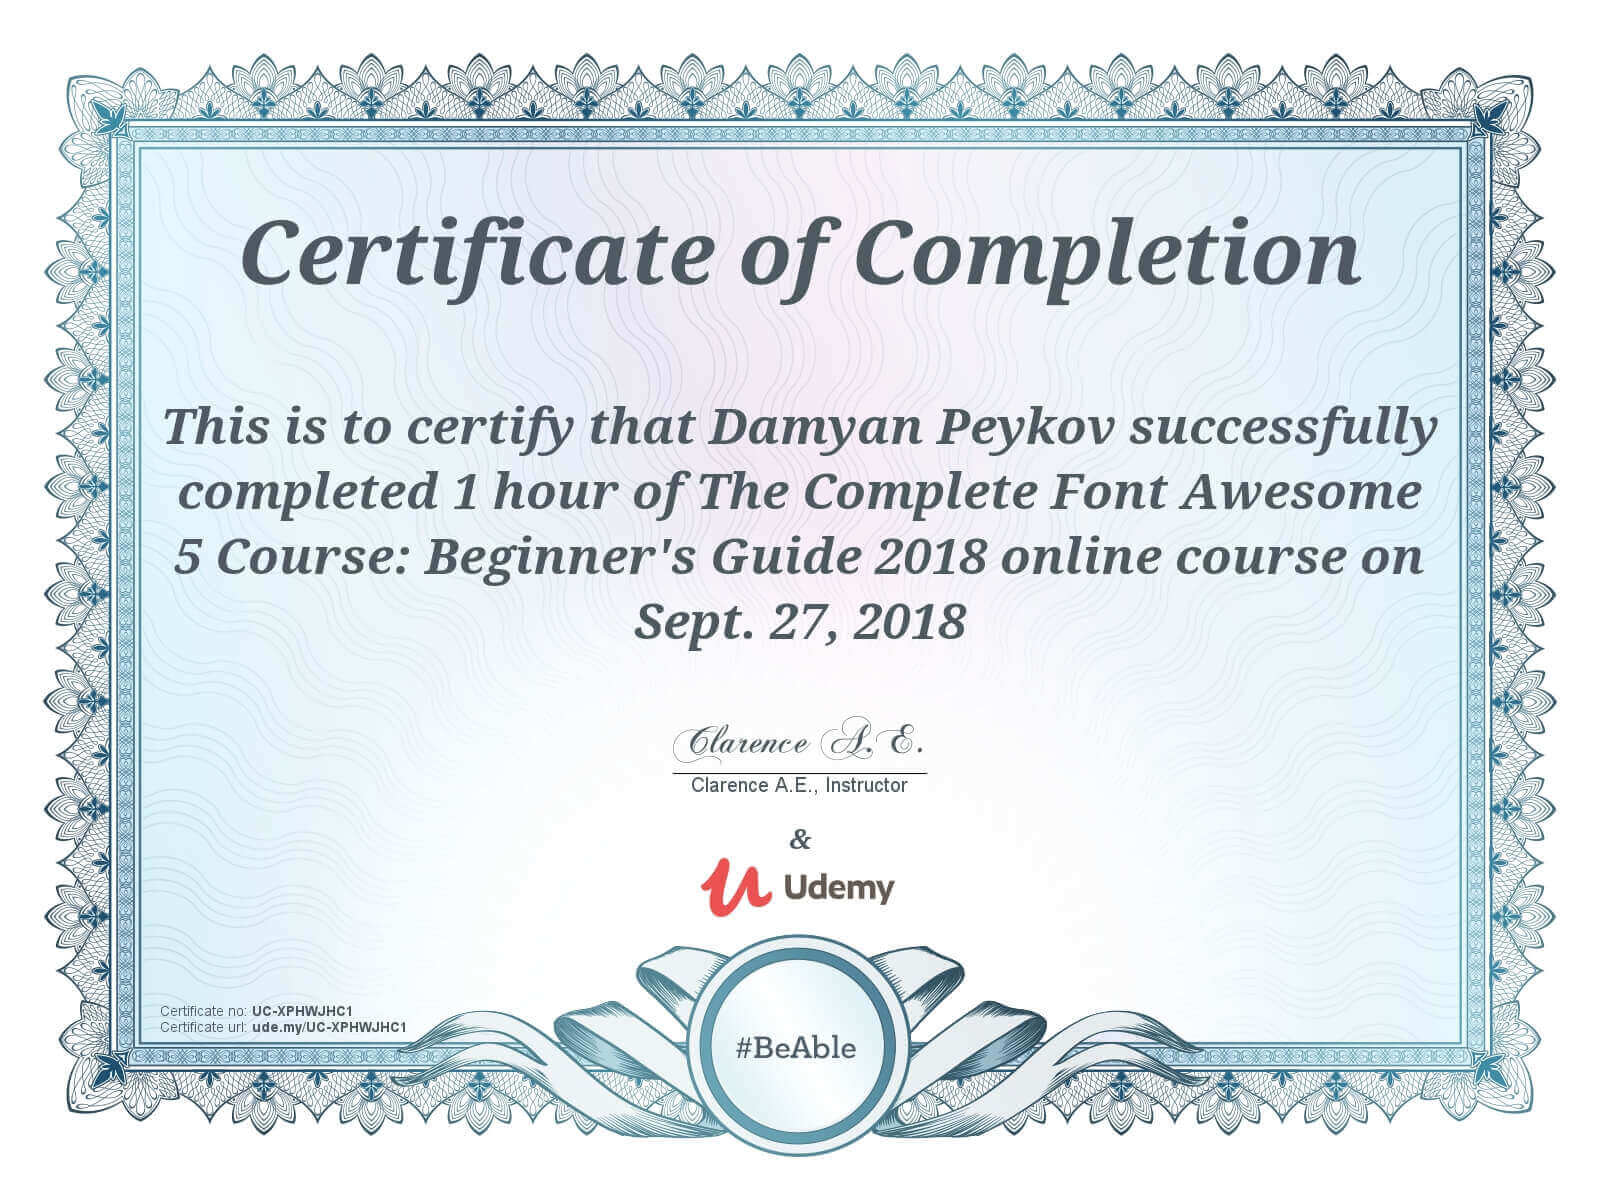 Certificate of Completion
This is to certify that Damyan Peykov successfully
completed 1 hour of The Complete Font Awesome
5 Course: Beginner's Guide 2018 online course on
Sept. 27, 2018
Clarence A. E.
Clarence A.E., Instructor
&
Udemy
Certificate no: UC-XPHWJHC1
Certificate url: ude.my/UC-XPHWJHC1
#BeAble